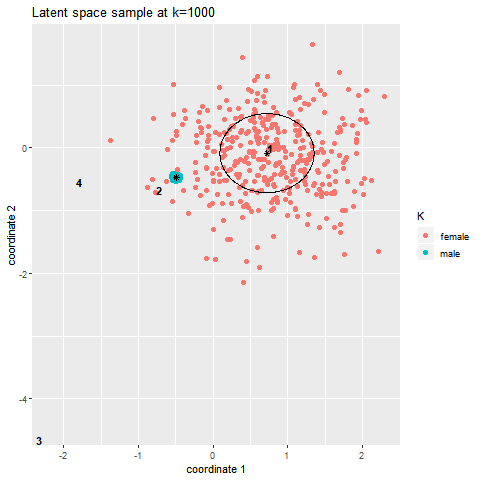 Latent space sample at k=1000
coordinate 2
0
-2
-4
1
2
4
3
-2
-1
0
1
2
coordinate 1
K
female
male